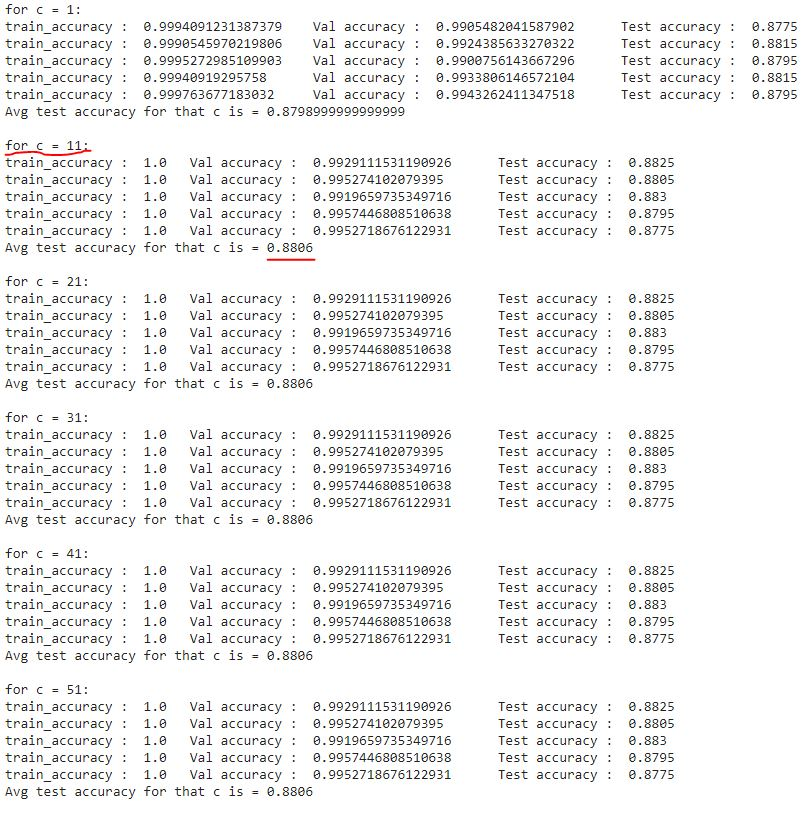 for c = 1:
train_accuracy : 0.9994091231387379 Val accuracy : 0.9905482041587902 Test accuracy : 0.8775
train_accuracy : 0.9990545970219806 Val accuracy : 0.9924385633270322 Test accuracy : 0.8815
train_accuracy : 0.9995272985109903 Val accuracy : 0.9900756143667296 Test accuracy : 0.8795
train_accuracy : 0.99940919295758 Val accuracy : 0.9933806146572104 Test accuracy : 0.8815
train_accuracy : 0.999763677183032 Val accuracy : 0.9943262411347518 Test accuracy : 0.8795
Avg test accuracy for that c is = 0.8798999999999999
for c = 11:
train_accuracy : 1.0 Val accuracy : 0.9929111531190926 Test accuracy : 0.8825
train_accuracy : 1.0 Val accuracy : 0.995274102079395 Test accuracy : 0.8805
train_accuracy : 1.0 Val accuracy : 0.9919659735349716 Test accuracy : 0.883
train_accuracy : 1.0 Val accuracy : 0.9957446808510638 Test accuracy : 0.8795
train_accuracy : 1.0 Val accuracy : 0.9952718676122931 Test accuracy : 0.8775
Avg test accuracy for that c is = 0.8806
for c = 21:
train_accuracy : 1.0 Val accuracy : 0.9929111531190926 Test accuracy : 0.8825
train_accuracy : 1.0 Val accuracy : 0.995274102079395 Test accuracy : 0.8805
train_accuracy : 1.0 Val accuracy : 0.9919659735349716 Test accuracy : 0.883
train_accuracy : 1.0 Val accuracy : 0.9957446808510638 Test accuracy : 0.8795
train_accuracy : 1.0 Val accuracy : 0.9952718676122931 Test accuracy : 0.8775
Avg test accuracy for that c is = 0.8806
for c = 31:
train_accuracy : 1.0 Val accuracy : 0.9929111531190926 Test accuracy : 0.8825
train_accuracy : 1.0 Val accuracy : 0.995274102079395 Test accuracy : 0.8805
train_accuracy : 1.0 Val accuracy : 0.9919659735349716 Test accuracy : 0.883
train_accuracy : 1.0 Val accuracy : 0.9957446808510638 Test accuracy : 0.8795
train_accuracy : 1.0 Val accuracy : 0.9952718676122931 Test accuracy : 0.8775
Avg test accuracy for that c is = 0.8806
for c = 41:
train_accuracy : 1.0 Val accuracy : 0.9929111531190926 Test accuracy : 0.8825
train_accuracy : 1.0 Val accuracy : 0.995274102079395 Test accuracy : 0.8805
train_accuracy : 1.0 Val accuracy : 0.9919659735349716 Test accuracy : 0.883
train_accuracy : 1.0 Val accuracy : 0.9957446808510638 Test accuracy : 0.8795
train_accuracy : 1.0 Val accuracy : 0.9952718676122931 Test accuracy : 0.8775
Avg test accuracy for that c is = 0.8806
for c = 51:
train_accuracy : 1.0 Val accuracy : 0.9929111531190926 Test accuracy : 0.8825
train_accuracy : 1.0 Val accuracy : 0.995274102079395 Test accuracy : 0.8805
train_accuracy : 1.0 Val accuracy : 0.9919659735349716 Test accuracy : 0.883
train_accuracy : 1.0 Val accuracy : 0.9957446808510638 Test accuracy : 0.8795
train_accuracy : 1.0 Val accuracy : 0.9952718676122931 Test accuracy : 0.8775
Avg test accuracy for that c is = 0.8806